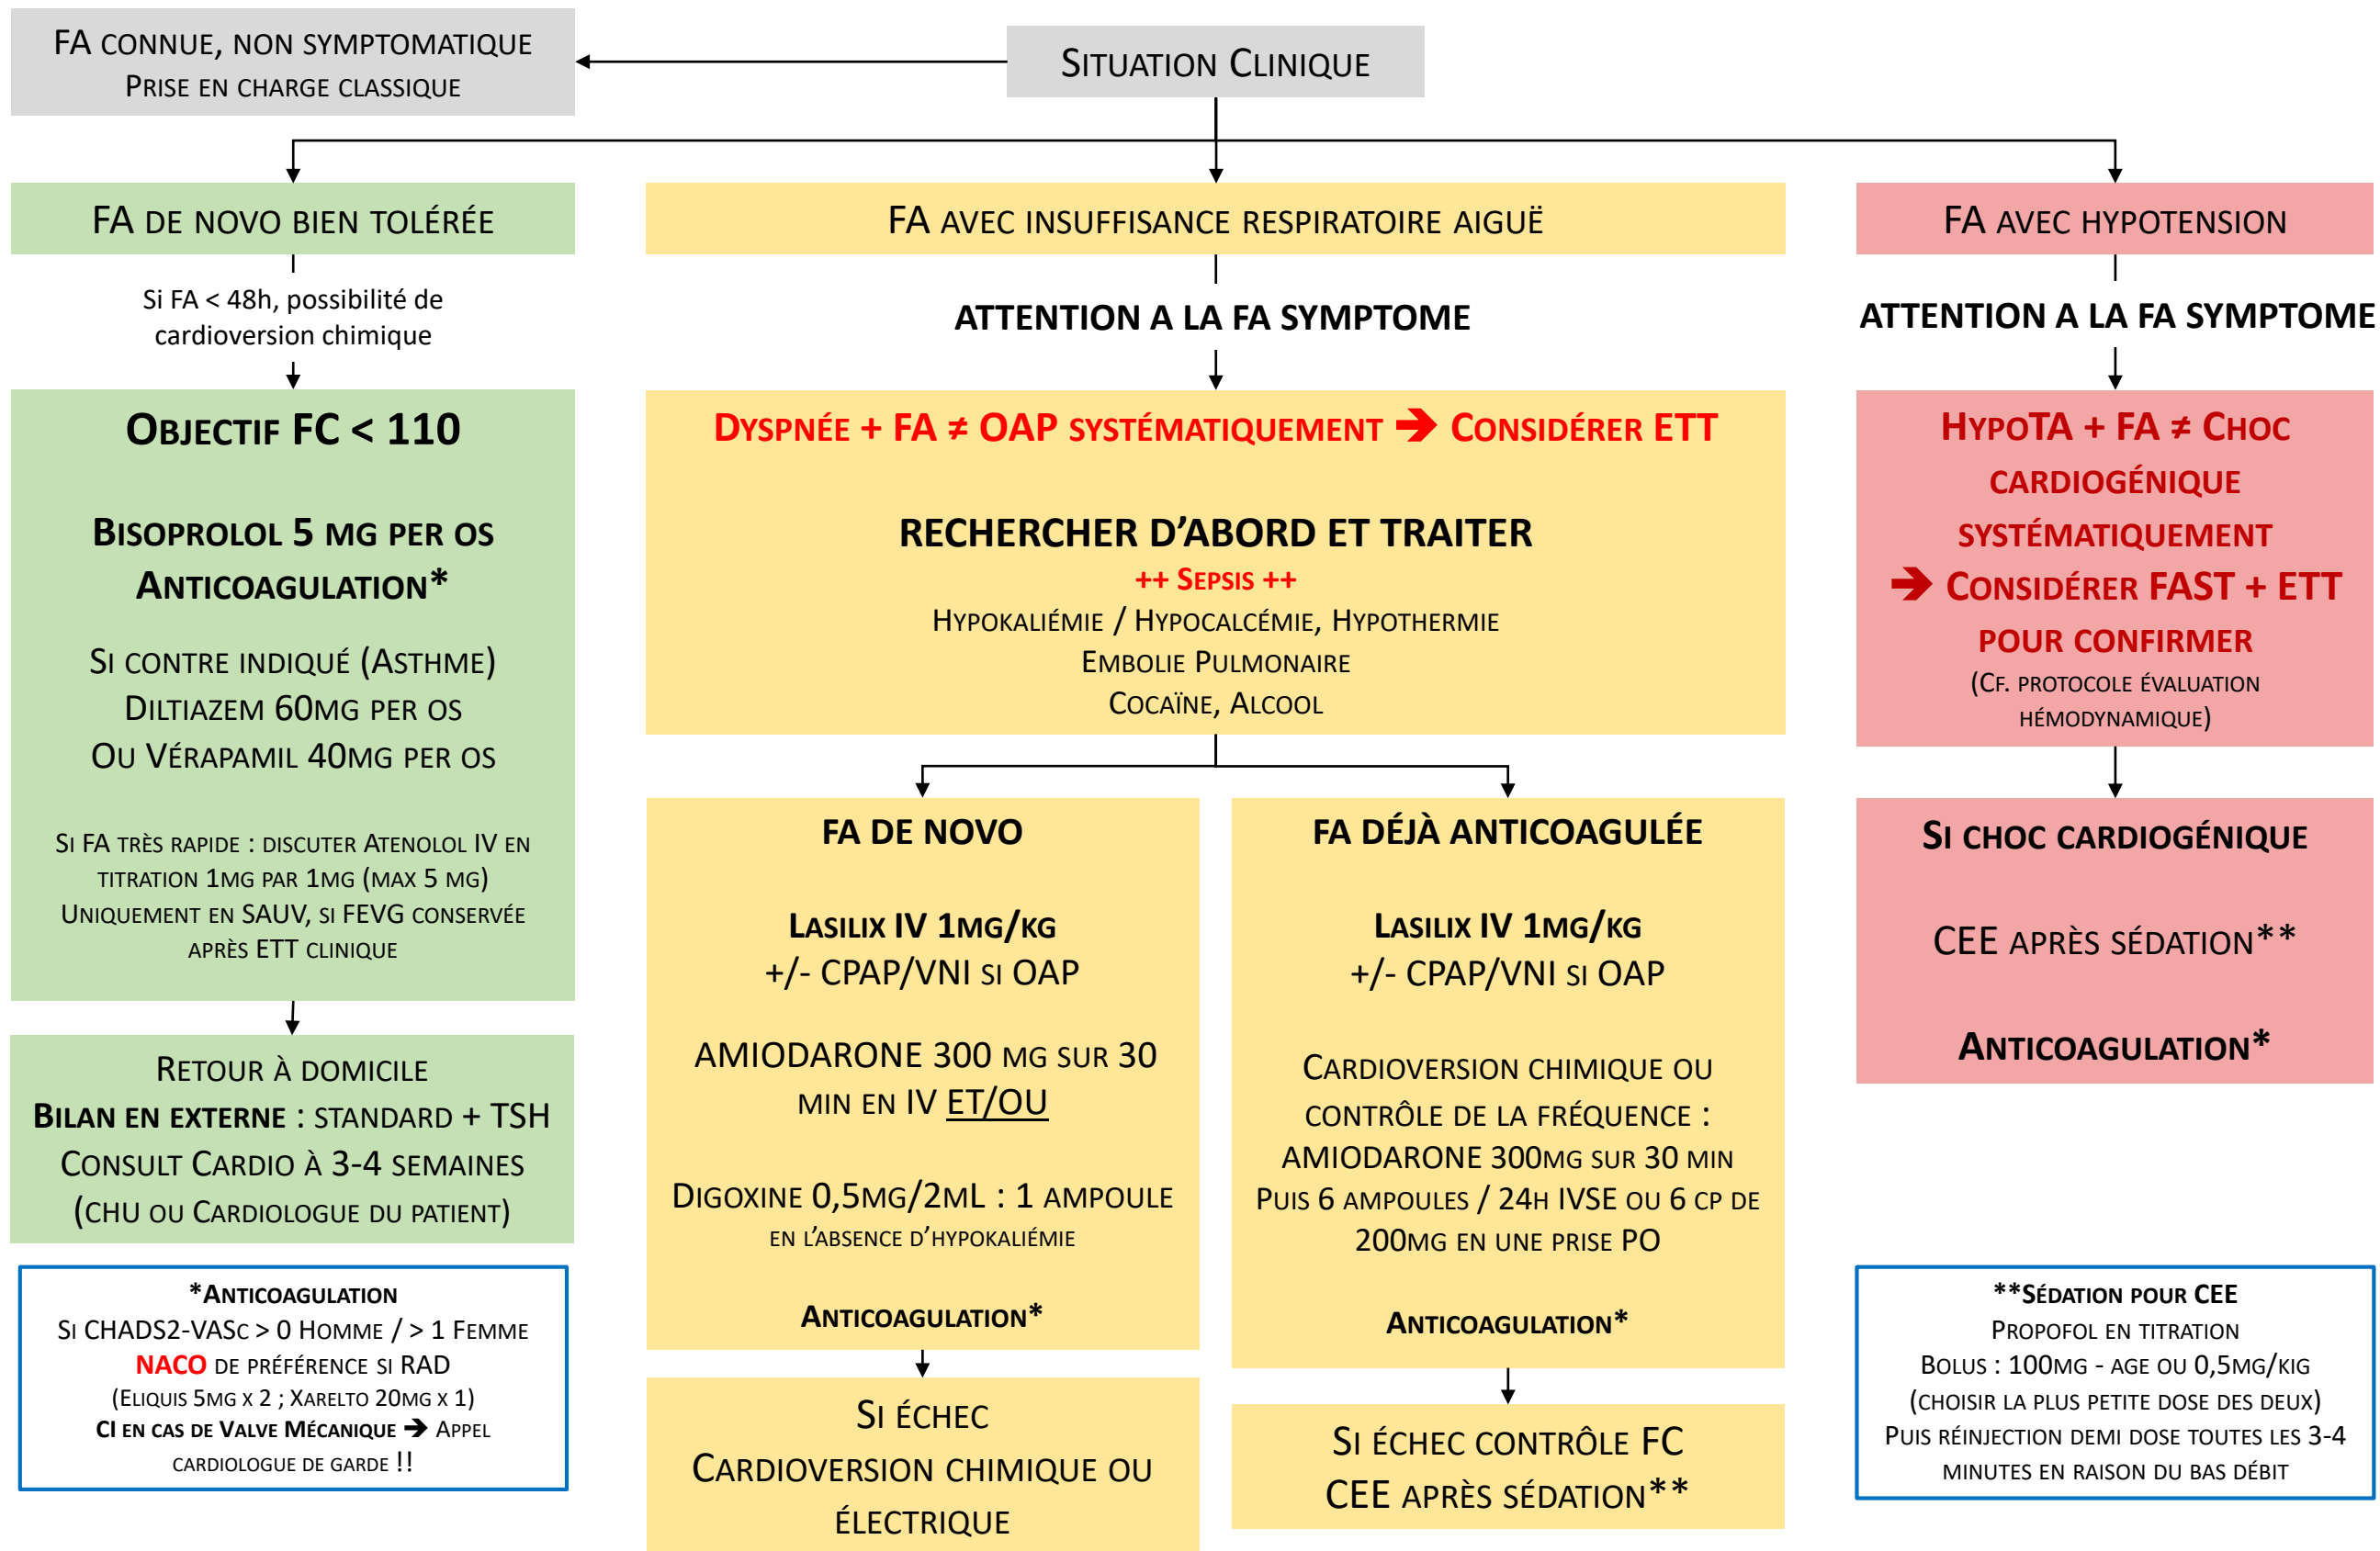 FA CONNUE, NON SYMPTOMATIQUE
PRISE EN CHARGE CLASSIQUE
SITUATION CLINIQUE
FA DE NOVO BIEN TOLÉRÉE
Si FA < 48h, possibilité de
cardioversion chimique
OBJECTIF FC < 110
BISOPROLOL 5 MG PER OS
ANTICOAGULATION*
SI CONTRE INDIQUÉ (ASTHME)
DILTIAZEM 60MG PER OS
OU VÉRAPAMIL 40MG PER OS
SI FA TRÈS RAPIDE : DISCUTER ATENOLOL IV EN
TITRATION 1MG PAR 1MG (MAX 5 MG)
UNIQUEMENT EN SAUV, SI FEVG CONSERVÉE
APRÈS ETT CLINIQUE
RETOUR À DOMICILE
BILAN EN EXTERNE : STANDARD + TSH
CONSULT CARDIO À 3-4 SEMAINES
(CHU OU CARDIOLOGUE DU PATIENT)
*ANTICOAGULATION
SI CHADS2-VASC > 0 HOMME / > 1 FEMME
NACO DE PRÉFÉRENCE SI RAD
(ELIQUIS 5MG X 2 ; XARELTO 20MG X 1)
CI EN CAS DE VALVE MÉCANIQUE ➔ APPEL
CARDIOLOGUE DE GARDE !!
FA AVEC INSUFFISANCE RESPIRATOIRE AIGUË
ATTENTION A LA FA SYMPTOME
DYSPNÉE + FA ≠ OAP SYSTÉMATIQUEMENT ➔ CONSIDÉRER ETT
RECHERCHER D’ABORD ET TRAITER
++ SEPSIS ++
HYPOKALIÉMIE / HYPOCALCÉMIE, HYPOTHERMIE
EMBOLIE PULMONAIRE
COCAÏNE, ALCOOL
FA DE NOVO
LASILIX IV 1MG/KG
+/- CPAP/VNI SI OAP
AMIODARONE 300 MG SUR 30
MIN EN IV ET/OU
DIGOXINE 0,5MG/2ML : 1 AMPOULE
EN L’ABSENCE D’HYPOKALIÉMIE
ANTICOAGULATION*
SI ÉCHEC
CARDIOVERSION CHIMIQUE OU
ÉLECTRIQUE
FA DÉJÀ ANTICOAGULÉE
LASILIX IV 1MG/KG
+/- CPAP/VNI SI OAP
CARDIOVERSION CHIMIQUE OU
CONTRÔLE DE LA FRÉQUENCE :
AMIODARONE 300MG SUR 30 MIN
PUIS 6 AMPOULES / 24H IVSE OU 6 CP DE
200MG EN UNE PRISE PO
ANTICOAGULATION*
SI ÉCHEC CONTRÔLE FC
CEE APRÈS SÉDATION**
FA AVEC HYPOTENSION
ATTENTION A LA FA SYMPTOME
HYPOTA + FA ≠ CHOC
CARDIOGÉNIQUE
SYSTÉMATIQUEMENT
➔ CONSIDÉRER FAST + ETT
POUR CONFIRMER
(CF. PROTOCOLE ÉVALUATION
HÉMODYNAMIQUE)
SI CHOC CARDIOGÉNIQUE
CEE APRÈS SÉDATION**
ANTICOAGULATION*
**SÉDATION POUR CEE
PROPOFOL EN TITRATION
BOLUS : 100MG - AGE OU 0,5MG/KIG
(CHOISIR LA PLUS PETITE DOSE DES DEUX)
PUIS RÉINJECTION DEMI DOSE TOUTES LES 3-4
MINUTES EN RAISON DU BAS DÉBIT